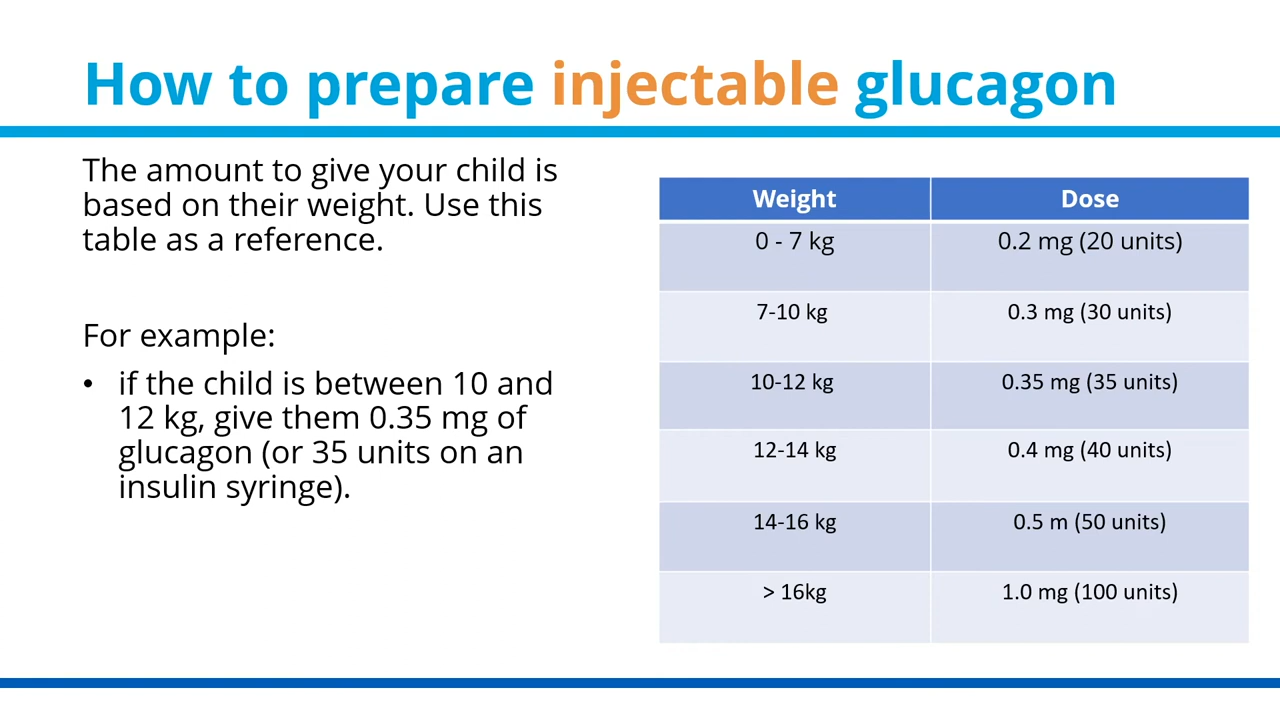 How to prepare injectable glucagon
The amount to give your child is
based on their weight. Use this
table as a reference.
For example:
• if the child is between 10 and
12 kg, give them 0.35 mg of
glucagon (or 35 units on an
insulin syringe).
Weight Dose
0 - 7 kg 0.2 mg (20 units)
7-10 kg 0.3 mg (30 units)
10-12 kg 0.35 mg (35 units)
12-14 kg 0.4 mg (40 units)
14-16 kg 0.5 m (50 units)
> 16kg 1.0 mg (100 units)